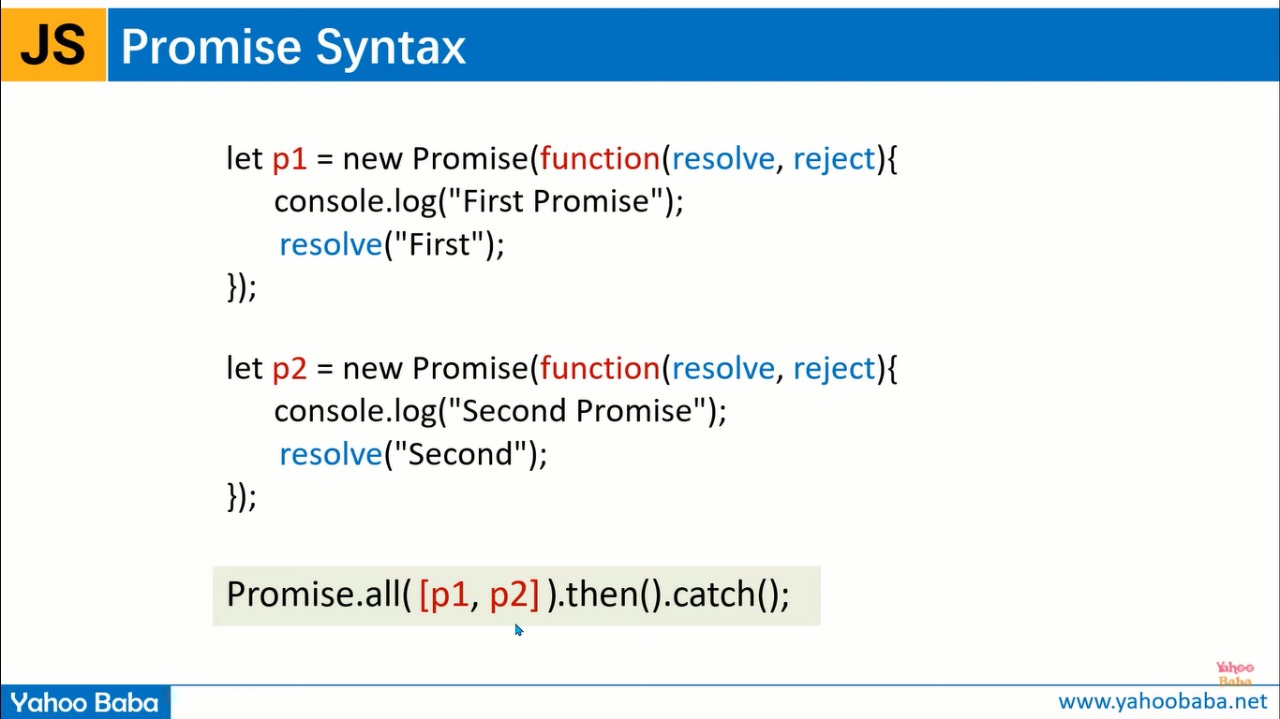 JS Promise Syntax
let p1 = new Promise(function(resolve, reject){
console.log("First Promise");
resolve("First");
});
let p2 = new Promise(function(resolve, reject){
console.log("Second Promise");
resolve("Second");
});
Promise.all( [p1, p2] ).then().catch();
Yahoo
Baba
Yahoo Baba
www.yahoobaba.net